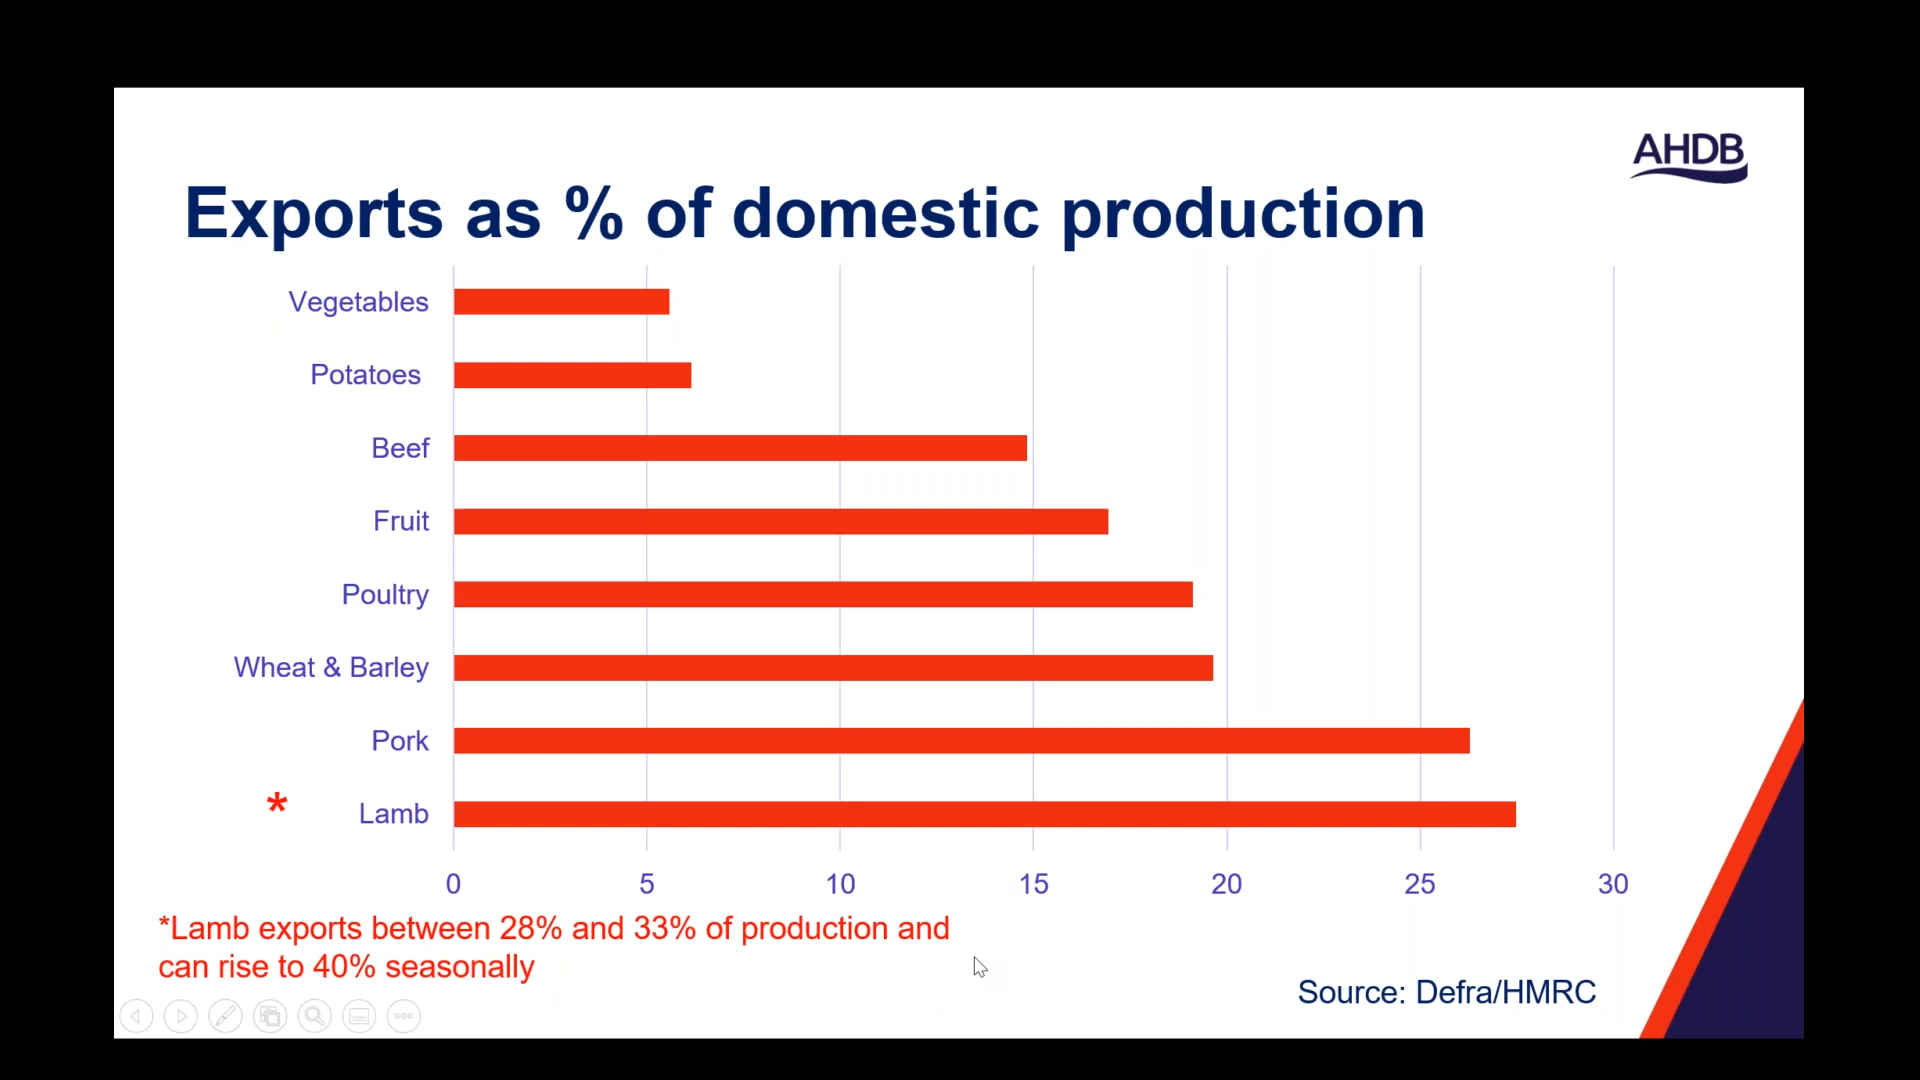 AHDB
Exports as % of domestic production
Vegetables
Potatoes
Beef
Fruit
Poultry
Wheat & Barley
Pork
* Lamb
0 5 10 15 20 25 30
*Lamb exports between 28% and 33% of production and
can rise to 40% seasonally
Source: Defra/HMRC